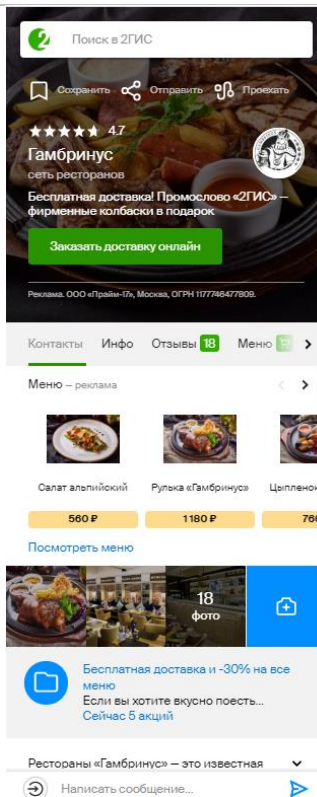 Поиск в 2ГИС
Сохранить Отправить Проехать
4.7
Гамбринус
сеть ресторанов
Бесплатная доставка! Промослово «2ГИС» —
фирменные колбаски в подарок
Заказать доставку онлайн
Реклама. ООО «Прайм-17», Москва, ОГРН 1177746477809.
Контакты Инфо Отзывы 18 Меню
Меню – реклама
Салат альпийский Рулька «Гамбринус» Цыпленок
560 ₽ 1180 ₽ 760
Посмотреть меню
18
фото
Бесплатная доставка и -30% на все
меню
Если вы хотите вкусно поесть...
Сейчас 5 акций
Рестораны «Гамбринус» — это известная
Написать сообщение...